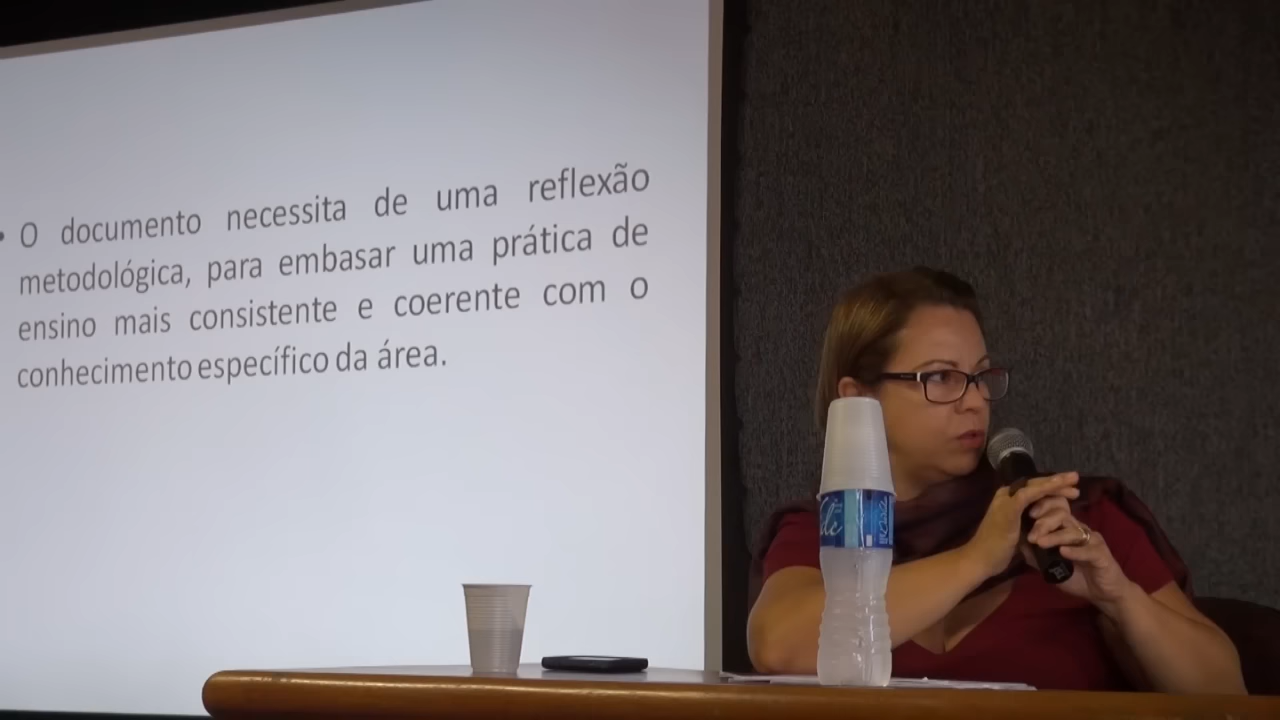 • O documento necessita de uma reflexão
metodológica, para embasar uma prática de
ensino mais consistente e coerente com o
conhecimento específico da área.